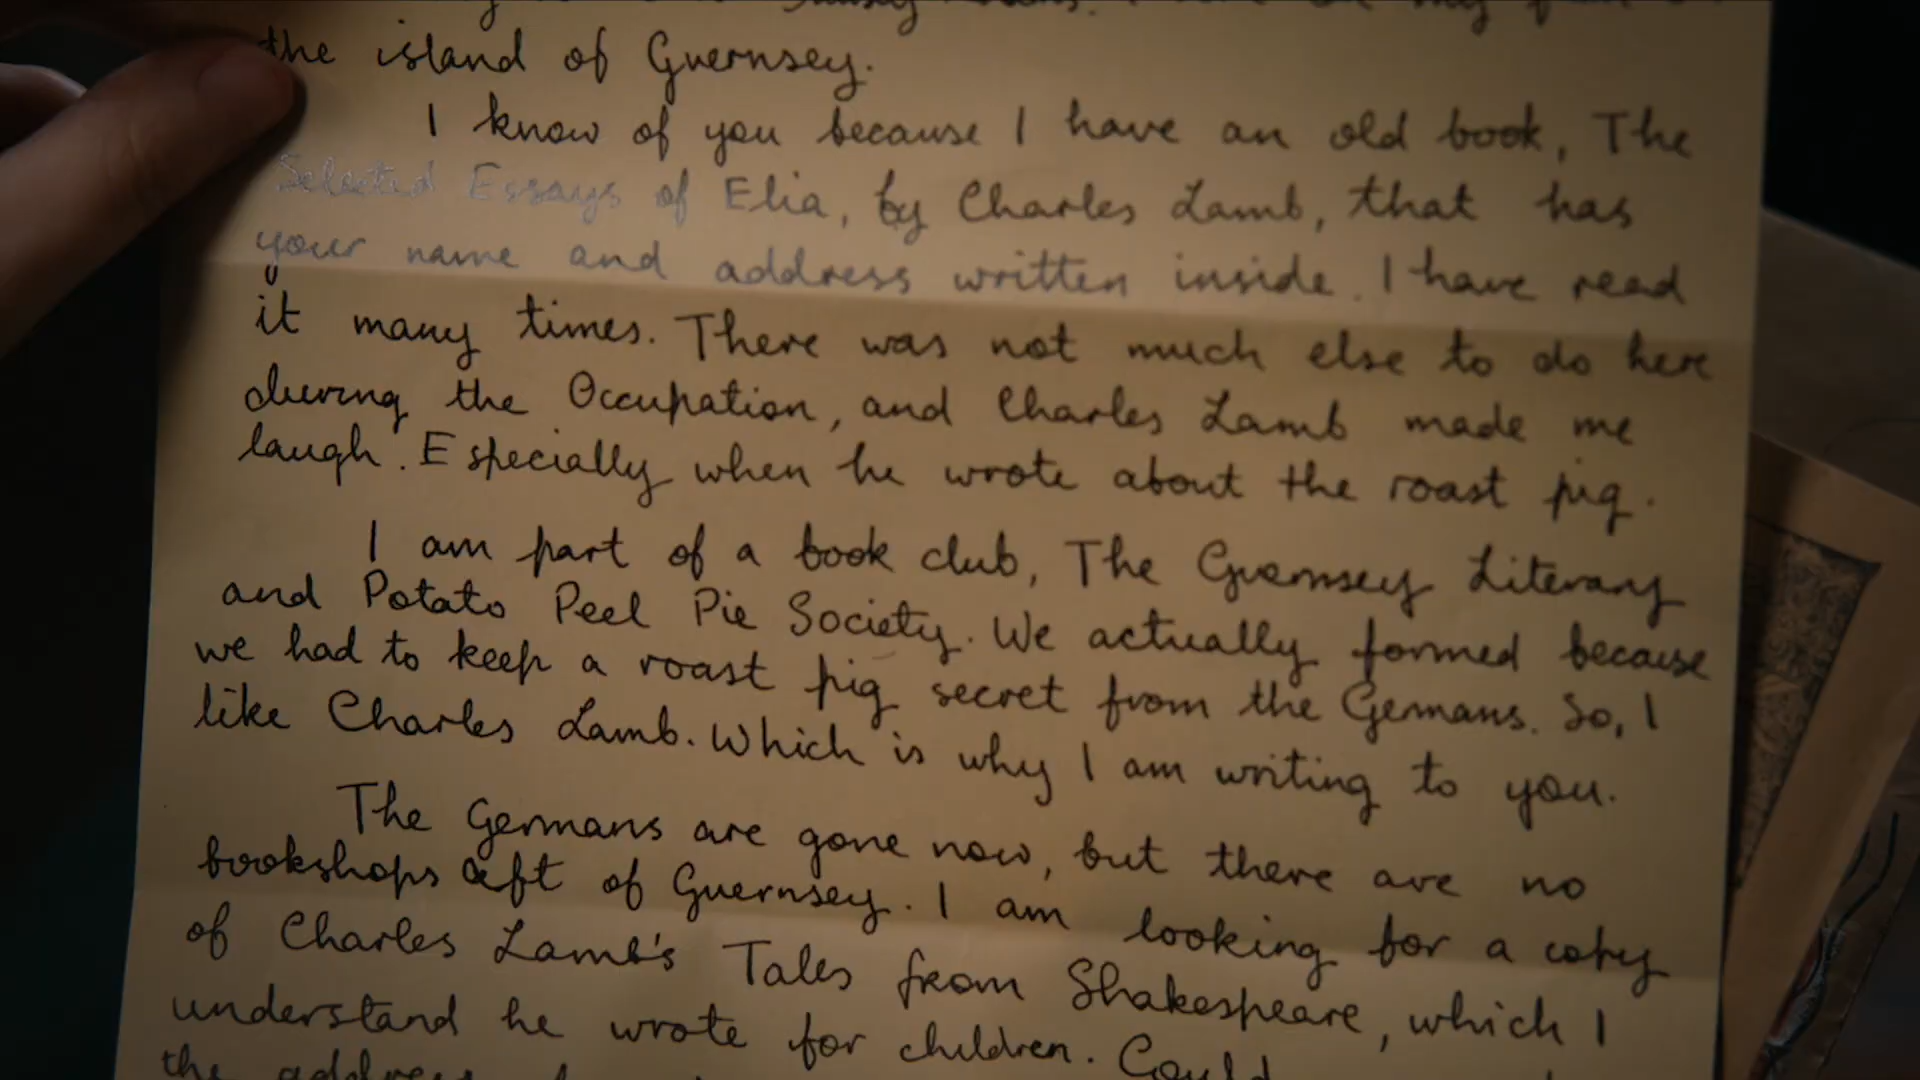 the island of Guernsey.
I know of you because I have an old book, The
Selected Essays of Elia, by Charles Lamb, that has
your name and address written inside. I have read
it many times. There was not much else to do here
during the Occupation, and Charles Lamb made me
laugh. Especially when he wrote about the roast pig.
I am part of a book club, The Guernsey Literary
and Potato Peel Pie Society. We actually formed because
we had to keep a roast pig secret from the Germans. So, I
like Charles Lamb. Which is why I am writing to you.
The Germans are gone now, but there are no
bookshops left of Guernsey. I am looking for a copy
of Charles Lamb's Tales from Shakespeare, which I
understand he wrote for children. Could
the address